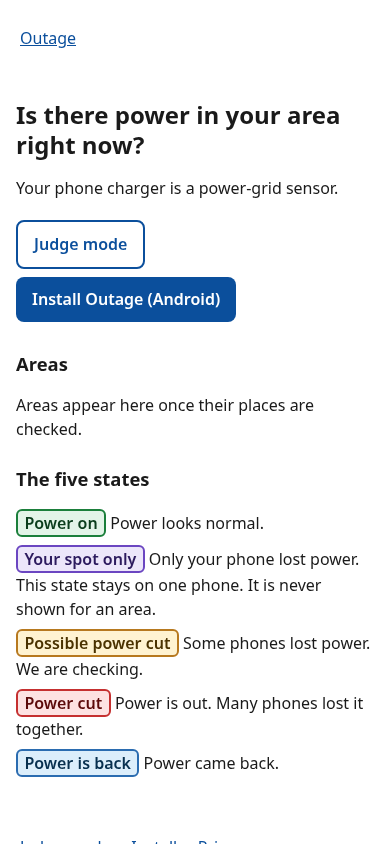 Outage
Is there power in your area
right now?
Your phone charger is a power-grid sensor.
Judge mode
Install Outage (Android)
Areas
Areas appear here once their places are
checked.
The five states
Power on Power looks normal.
Your spot only Only your phone lost power.
This state stays on one phone. It is never
shown for an area.
Possible power cut Some phones lost power.
We are checking.
Power cut Power is out. Many phones lost it
together.
Power is back Power came back.